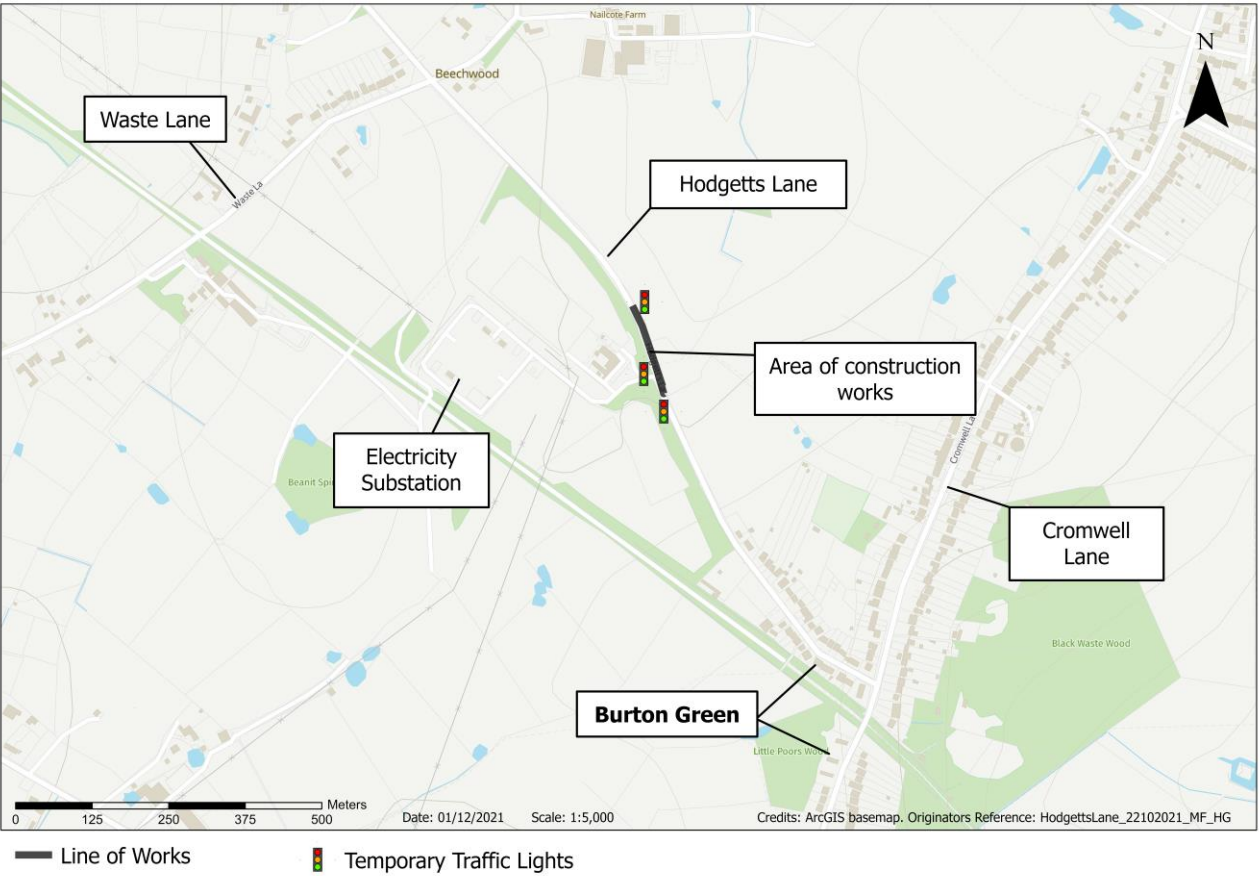 Nailcote Farm
N
Beechwood
Waste Lane
Waste La
Hodgetts Lane
Area of construction
works
Cromwell La
Electricity
Substation
Beanit Spi
Cromwell
Lane
Black Waste Wood
Burton Green
Little Poors Wood
Meters
0 125 250 375 500
Date: 01/12/2021 Scale: 1:5,000 Credits: ArcGIS basemap. Originators Reference: HodgettsLane_22102021_MF_HG
Line of Works Temporary Traffic Lights